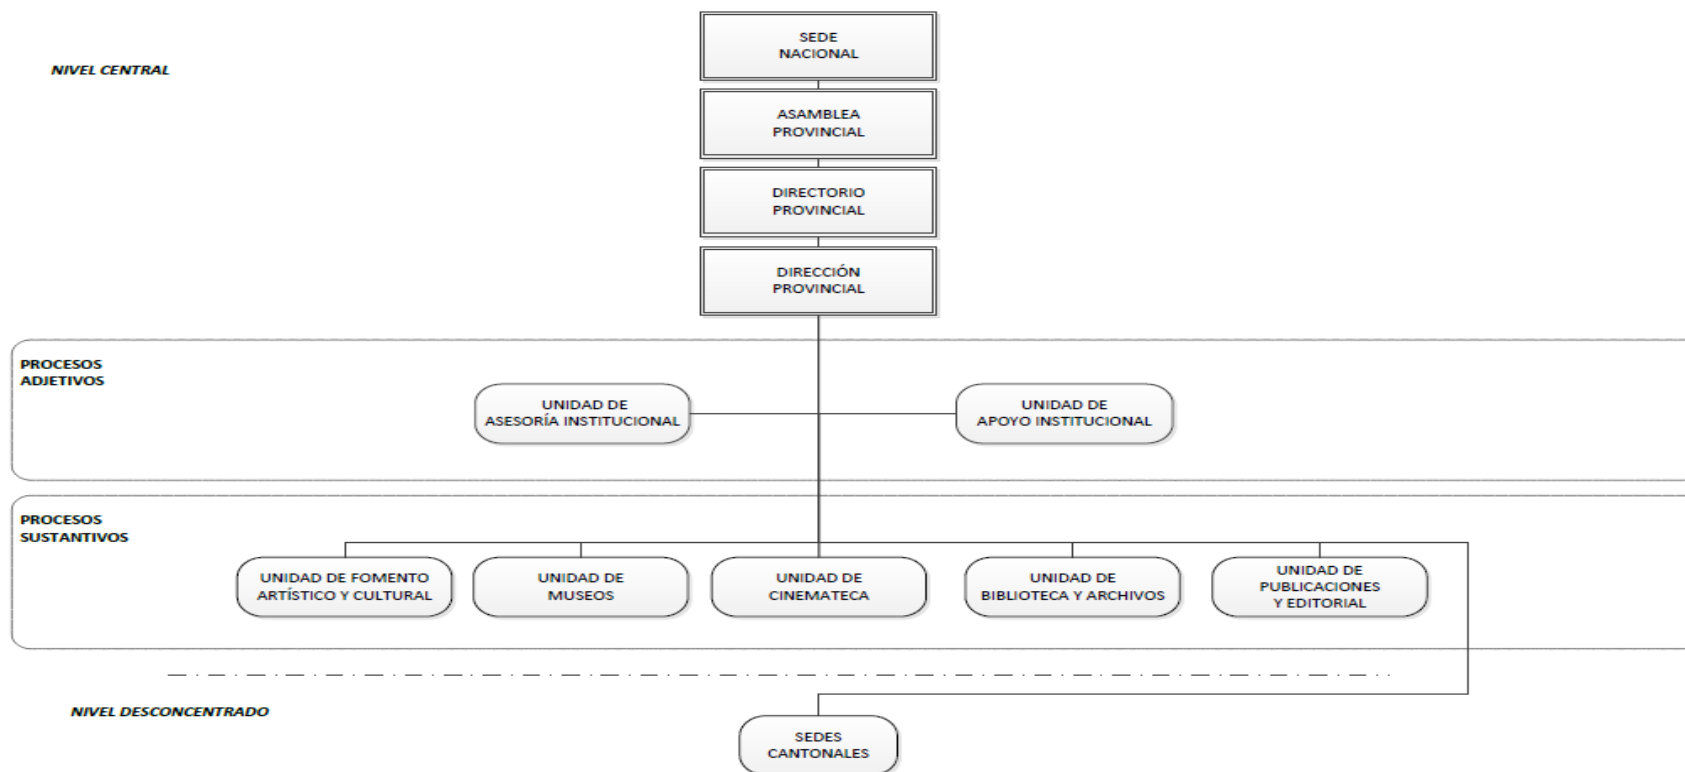 SEDE
NACIONAL
NIVEL CENTRAL
ASAMBLEA
PROVINCIAL
DIRECTORIO
PROVINCIAL
DIRECCIÓN
PROVINCIAL
PROCESOS
ADJETIVOS
UNIDAD DE
ASESORÍA INSTITUCIONAL
UNIDAD DE
APOYO INSTITUCIONAL
PROCESOS
SUSTANTIVOS
UNIDAD DE FOMENTO
ARTÍSTICO Y CULTURAL
UNIDAD DE
MUSEOS
UNIDAD DE
CINEMATECA
UNIDAD DE
BIBLIOTECA Y ARCHIVOS
UNIDAD DE
PUBLICACIONES
Y EDITORIAL
NIVEL DESCONCENTRADO
SEDES
CANTONALES